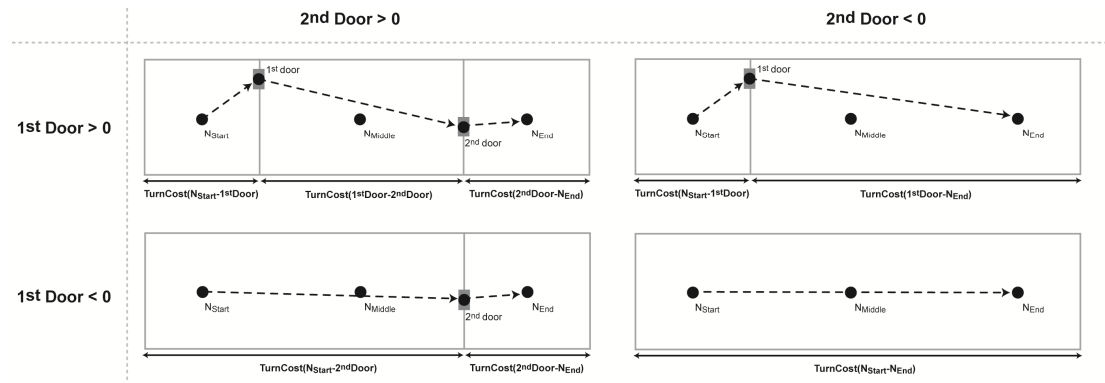 2nd Door > 0
2nd Door < 0
1st Door > 0
1st door
NStart
NMiddle
2nd door
NEnd
TurnCost(NStart-1stDoor)
TurnCost(1stDoor-2ndDoor)
TurnCost(2ndDoor-NEnd)
1st door
NStart
NMiddle
NEnd
TurnCost(NStart-1stDoor)
TurnCost(1stDoor-NEnd)
1st Door < 0
NStart
NMiddle
2nd door
NEnd
TurnCost(NStart-2ndDoor)
TurnCost(2ndDoor-NEnd)
NStart
NMiddle
NEnd
TurnCost(NStart-NEnd)